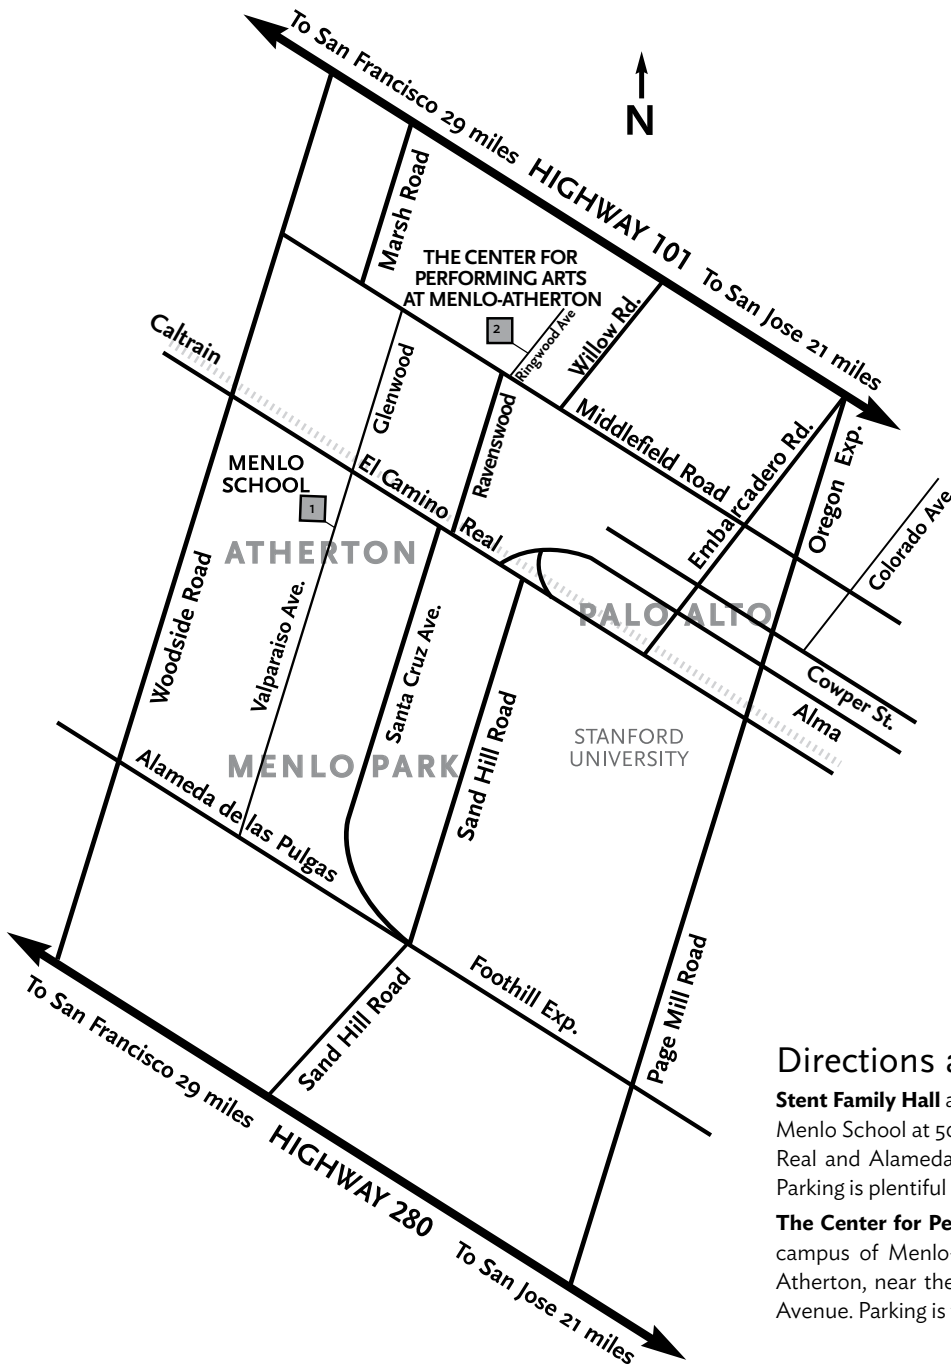 To San Francisco 29 miles
HIGHWAY 101
To San Jose 21 miles
N
Marsh Road
THE CENTER FOR
PERFORMING ARTS
AT MENLO-ATHERTON
2
Ringwood Ave
Willow Rd.
Caltrain
Glenwood
Ravenswood
Middlefield Road
Embarcadero Rd.
Oregon Exp.
Colorado Ave
MENLO
SCHOOL
1
El Camino Real
ATHERTON
PALO ALTO
Woodside Road
Valparaiso Ave.
Santa Cruz Ave.
Sand Hill Road
Cowper St.
Alma
STANFORD
UNIVERSITY
MENLO PARK
Alameda de las Pulgas
Foothill Exp.
Page Mill Road
Sand Hill Road
To San Francisco 29 miles
HIGHWAY 280
To San Jose 21 miles
Directions
Stent Family Hall
Menlo School at
Real and Alameda
Parking is plentiful
The Center for
campus of Menlo-
Atherton, near the
Avenue. Parking is